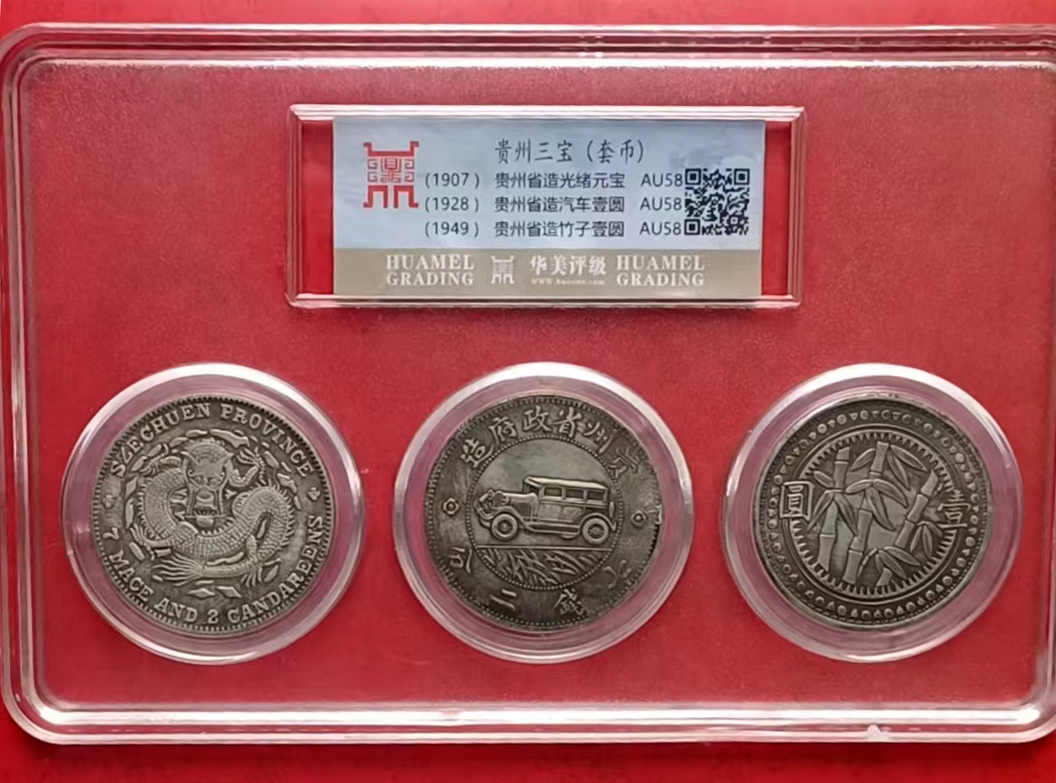 贵州三宝（套币）
(1907) 贵州省造光绪元宝 AU58
(1928) 贵州省造汽车壹圆 AU58
(1949) 贵州省造竹子壹圆 AU58
HUAMEL GRADING 华美评级 HUAMEL GRADING
SZECHUEN PROVINCE
7 MACE AND 2 CANDAREENS
貴州省政府造
七錢二分
壹圓